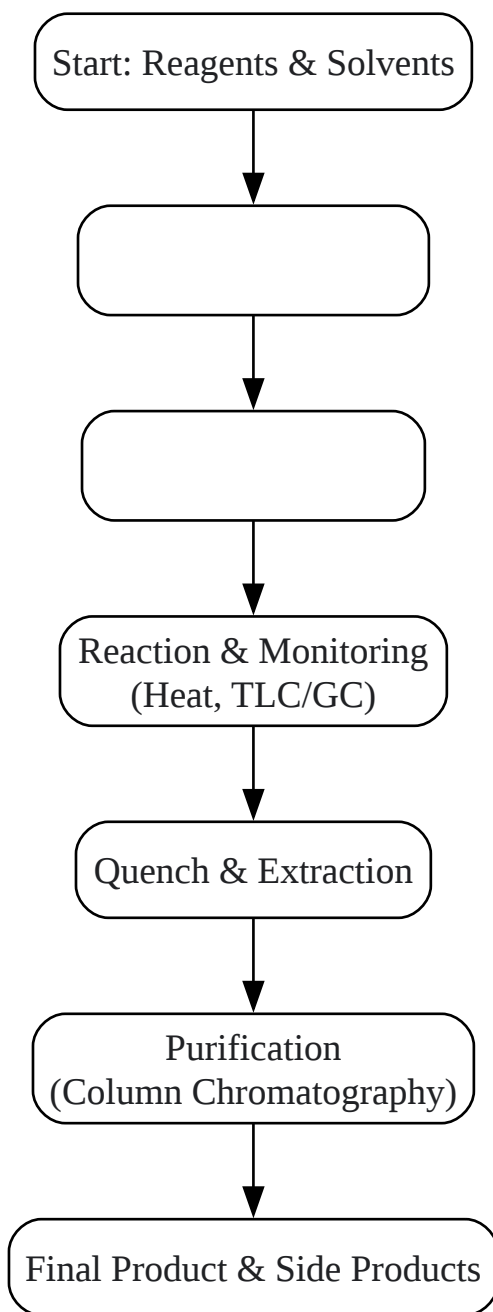 Start: Reagents & Solvents
Reaction & Monitoring
(Heat, TLC/GC)
Quench & Extraction
Purification
(Column Chromatography)
Final Product & Side Products